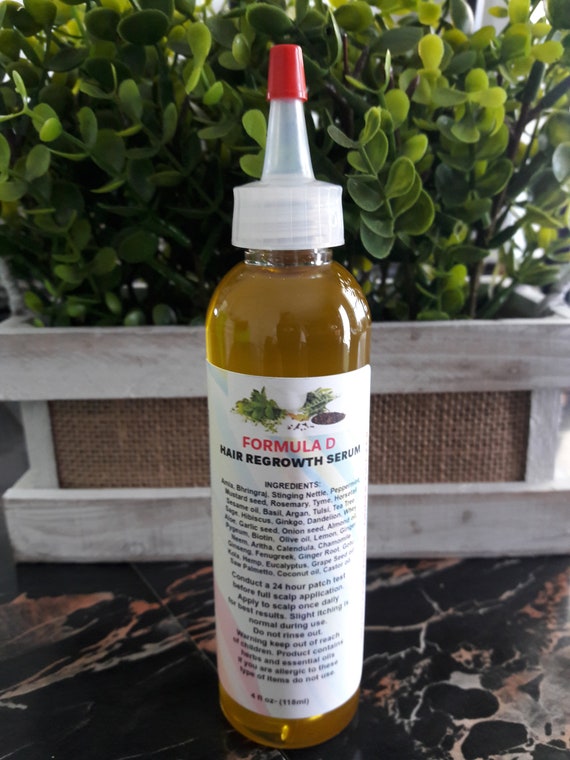 FORMULA D
HAIR REGROWTH SERUM
INGREDIENTS:
Amla, Bhringraj, Stinging Nettle, Peppermint,
Mustard seed, Rosemary, Tyme, Horsetail
Sesame oil, Basil, Argan, Tulsi, Tea Tree
Sage, Hibiscus, Ginkgo, Dandelion,
Garlic seed, Onion seed, Almond oil,
Pygnum, Biotin, Olive oil, Lemon, Ginger
Neem, Aritha, Calendula, Chamomile
Ginseng, Fenugreek, Ginger Root, Gotu
Kola, Hemp, Eucalyptus, Grape Seed oil
Saw Palmetto, Coconut oil, Castor oil
Conduct a 24 hour patch text
before full scalp application.
Apply to scalp once daily
for best results. Slight itching is
normal during use.
Do not rinse out.
Warning keep out of reach
of children. Product contains
herbs and essential oils
if you are allergic to these
type of items do not use
4 fl oz- (118ml)